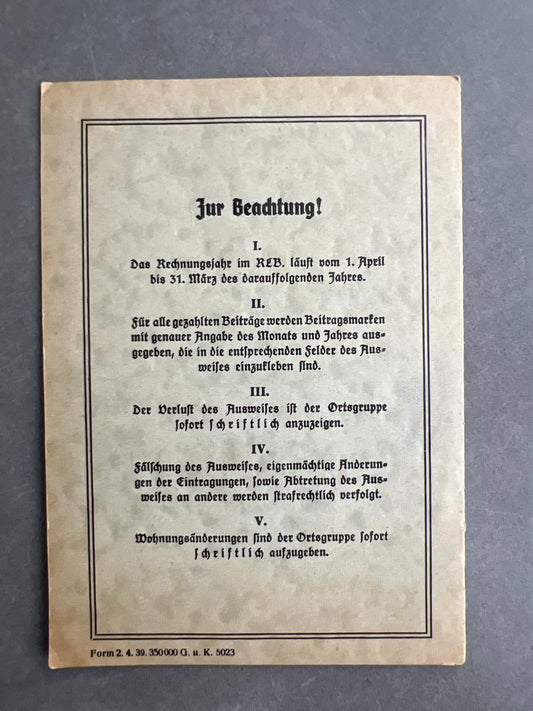 Zur Beachtung!
I.
Das Rechnungsjahr im RLB. läuft vom 1. April
bis 31. März des darauffolgenden Jahres.
II.
Für alle gezahlten Beiträge werden Beitragsmarken
mit genauer Angabe des Monats und Jahres aus-
gegeben, die in die entsprechenden Felder des Aus-
weises einzukleben sind.
III.
Der Verlust des Ausweises ist der Ortsgruppe
sofort schriftlich anzuzeigen.
IV.
Fälschung des Ausweises, eigenmächtige Änderun-
gen der Eintragungen, sowie Abtretung des Aus-
weises an andere werden strafrechtlich verfolgt.
V.
Wohnungsänderungen sind der Ortsgruppe sofort
schriftlich aufzugeben.
Form 2. 4. 39. 350000 G. u. K. 5023